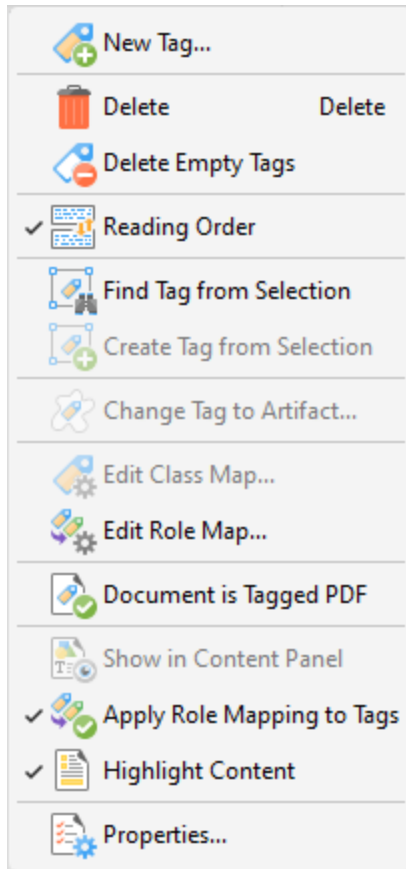 New Tag...
Delete Delete
Delete Empty Tags
Reading Order
Find Tag from Selection
Create Tag from Selection
Change Tag to Artifact...
Edit Class Map...
Edit Role Map...
Document is Tagged PDF
Show in Content Panel
Apply Role Mapping to Tags
Highlight Content
Properties...